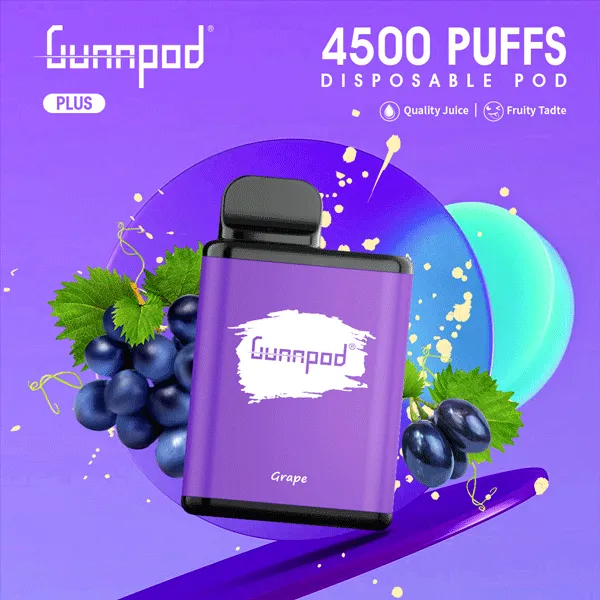 Gunnpod®
PLUS
4500 PUFFS
DISPOSABLE POD
Quality Juice | Fruity Tadte
Gunnpod®
Grape